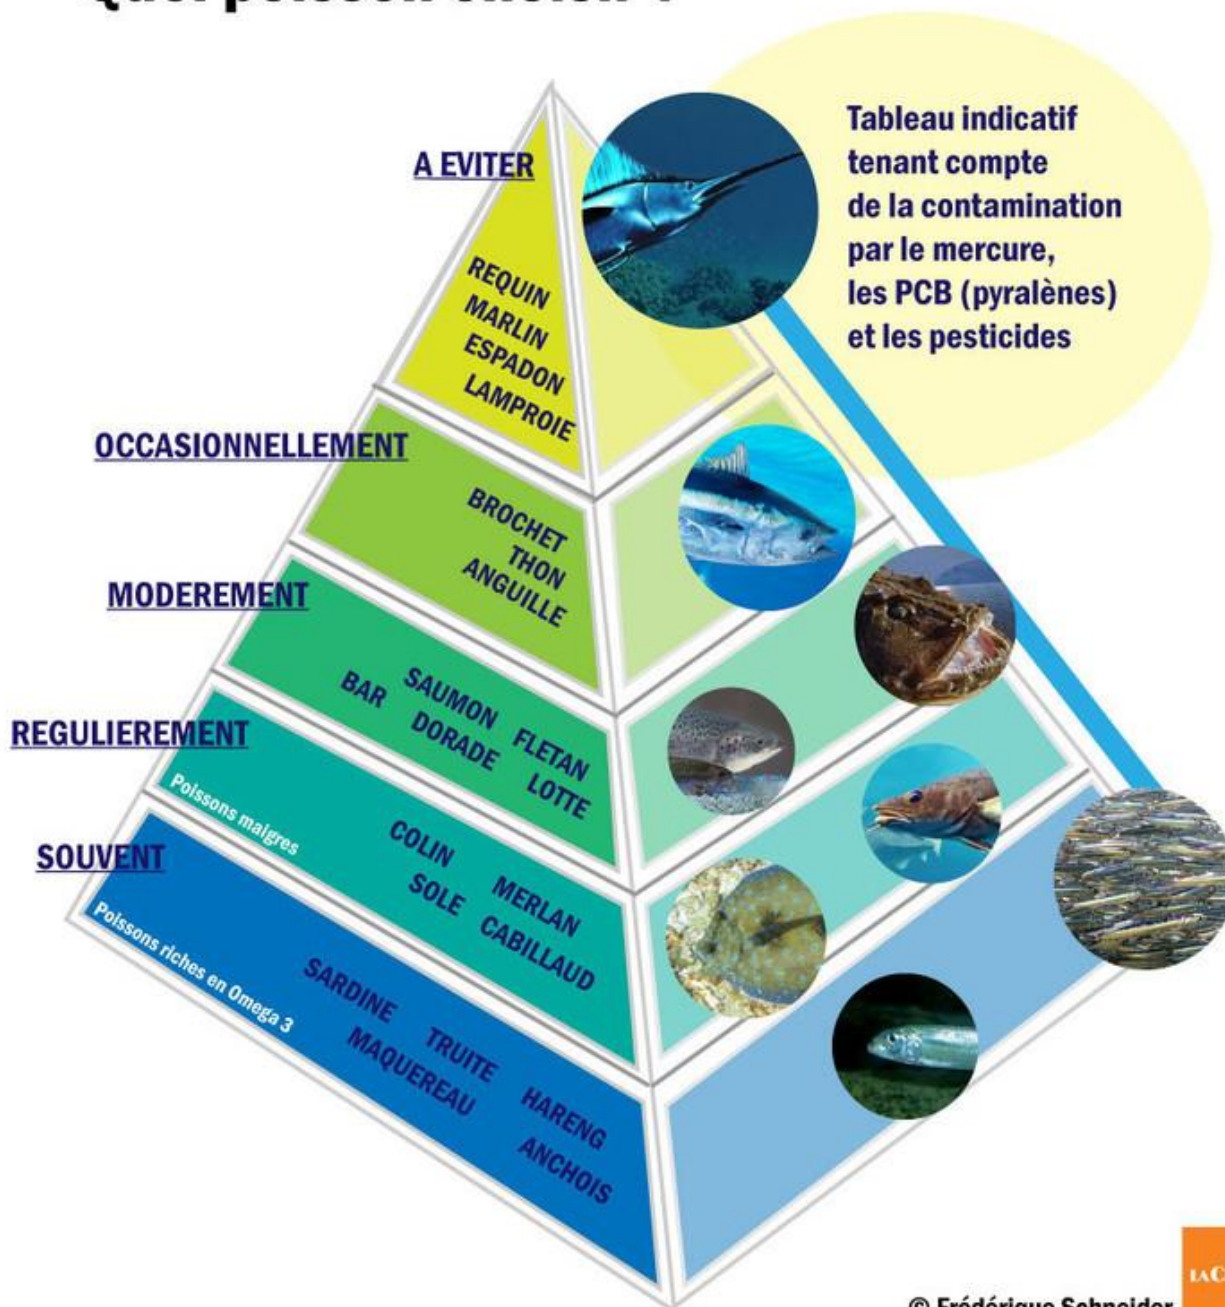 A EVITER
Tableau indicatif
tenant compte
de la contamination
par le mercure,
les PCB (pyralènes)
et les pesticides
REQUIN
MARLIN
ESPADON
LAMPROIE
OCCASIONNELLEMENT
BROCHET
THON
ANGUILLE
MODEREMENT
SAUMON FLETAN
BAR DORADE LOTTE
REGULIEREMENT
Poissons maigres
COLIN MERLAN
SOLE CABILLAUD
SOUVENT
Poissons riches en Omega 3
SARDINE TRUITE HARENG
MAQUEREAU ANCHOIS
© Frédérique Schneider